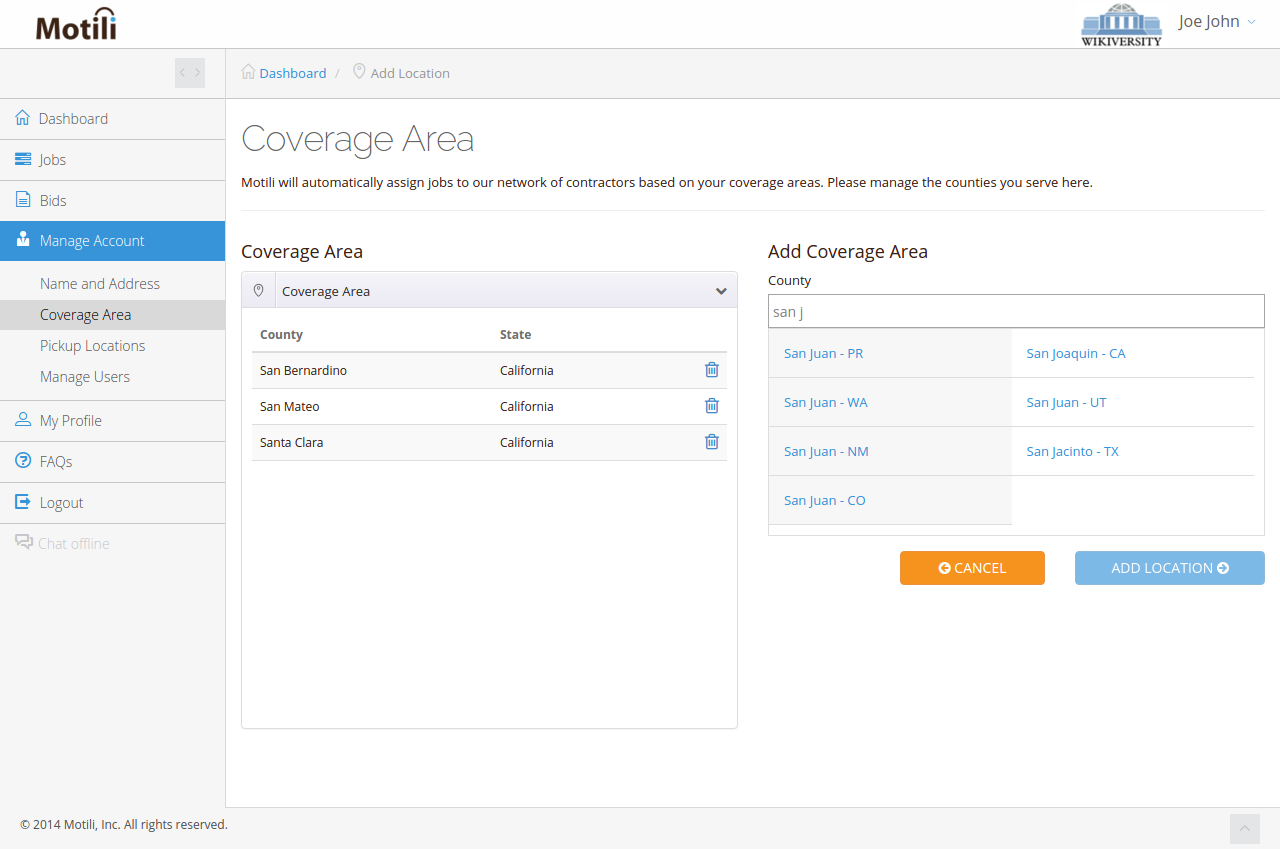 Motili
WIKIVERSITY
Joe John
Dashboard / Add Location
Dashboard
Jobs
Bids
Manage Account
Name and Address
Coverage Area
Pickup Locations
Manage Users
My Profile
FAQs
Logout
Chat offline
Coverage Area
Motili will automatically assign jobs to our network of contractors based on your coverage areas. Please manage the counties you serve here.
Coverage Area
Coverage Area
County State
San Bernardino California
San Mateo California
Santa Clara California
Add Coverage Area
County
san j
San Juan - PR San Joaquin - CA
San Juan - WA San Juan - UT
San Juan - NM San Jacinto - TX
San Juan - CO
CANCEL ADD LOCATION
© 2014 Motili, Inc. All rights reserved.